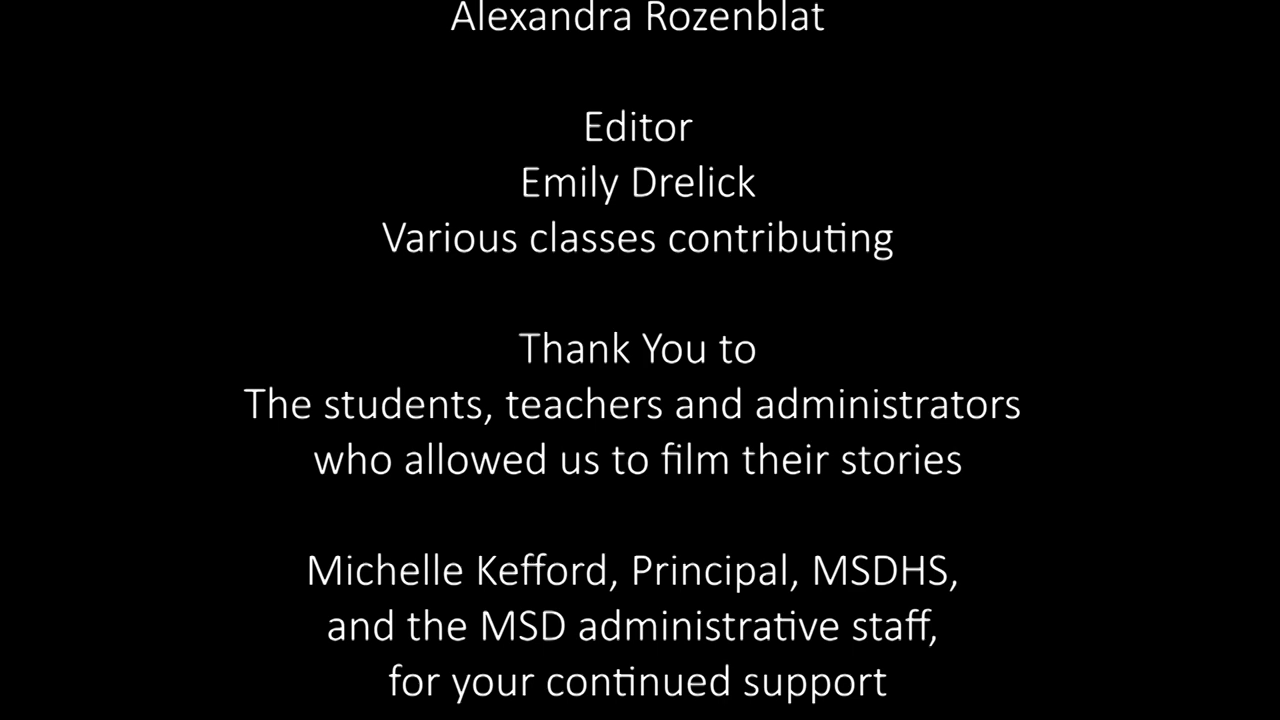 Alexandra Rozenblat
Editor
Emily Drelick
Various classes contributing
Thank You to
The students, teachers and administrators
who allowed us to film their stories
Michelle Kefford, Principal, MSDHS,
and the MSD administrative staff,
for your continued support